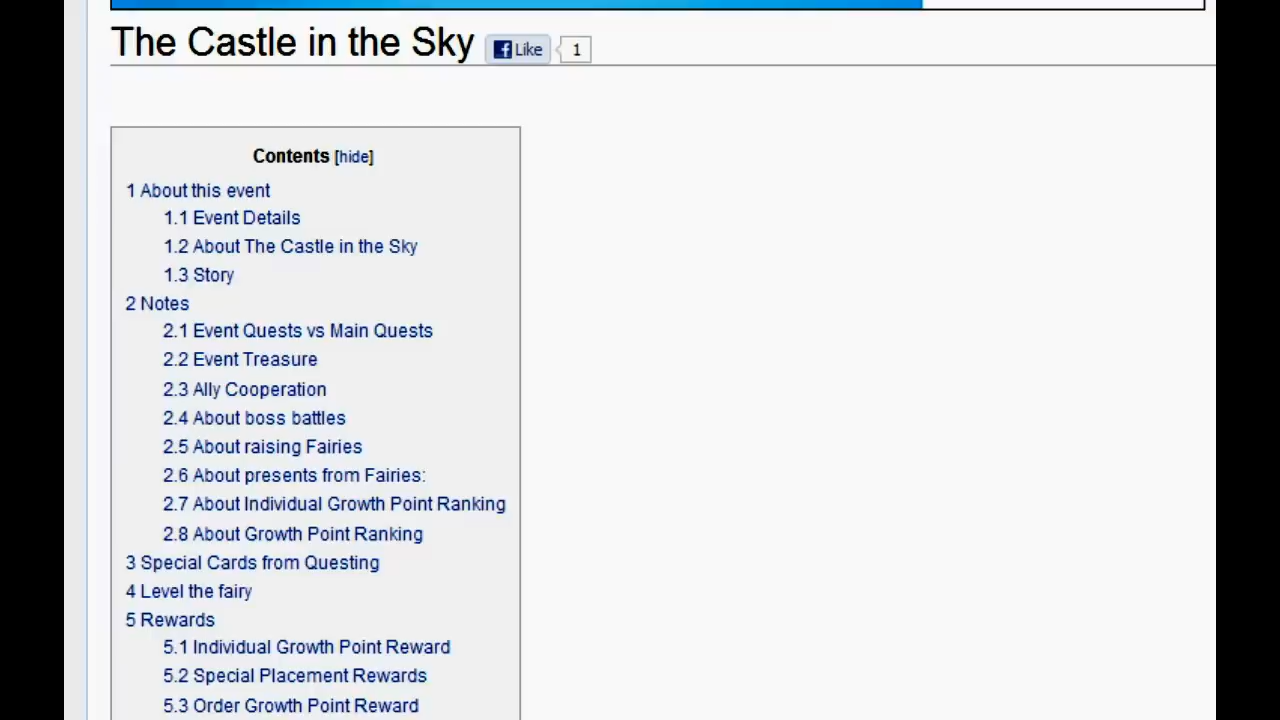 The Castle in the Sky Like 1
Contents [hide]
1 About this event
1.1 Event Details
1.2 About The Castle in the Sky
1.3 Story
2 Notes
2.1 Event Quests vs Main Quests
2.2 Event Treasure
2.3 Ally Cooperation
2.4 About boss battles
2.5 About raising Fairies
2.6 About presents from Fairies:
2.7 About Individual Growth Point Ranking
2.8 About Growth Point Ranking
3 Special Cards from Questing
4 Level the fairy
5 Rewards
5.1 Individual Growth Point Reward
5.2 Special Placement Rewards
5.3 Order Growth Point Reward